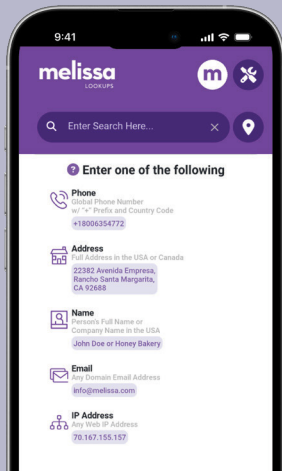 9:41
melissa
LOOKUPS
m
Enter Search Here...
? Enter one of the following
Phone
Global Phone Number
w/ "+" Prefix and Country Code
+18006354772
Address
Full Address in the USA or Canada
22382 Avenida Empresa,
Rancho Santa Margarita,
CA 92688
Name
Person's Full Name or
Company Name in the USA
John Doe or Honey Bakery
Email
Any Domain Email Address
info@melissa.com
IP Address
Any Web IP Address
70.167.155.157